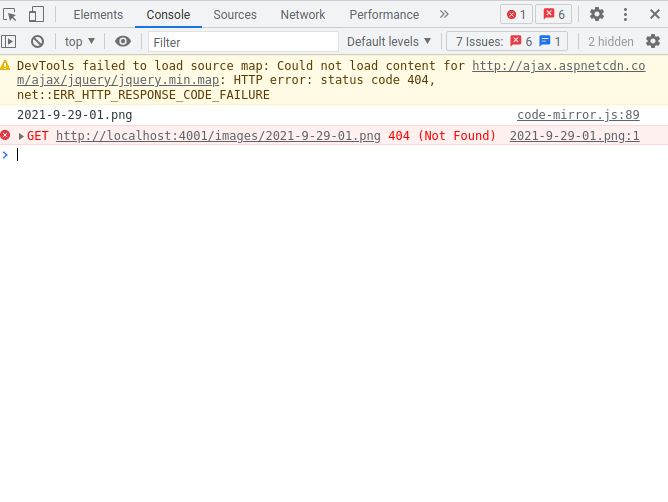 Elements Console Sources Network Performance » 1 6
top Filter Default levels 7 Issues: 6 1 2 hidden
DevTools failed to load source map: Could not load content for http://ajax.aspnetcdn.co
m/ajax/jquery/jquery.min.map: HTTP error: status code 404,
net::ERR_HTTP_RESPONSE_CODE_FAILURE
2021-9-29-01.png code-mirror.js:89
GET http://localhost:4001/images/2021-9-29-01.png 404 (Not Found) 2021-9-29-01.png:1